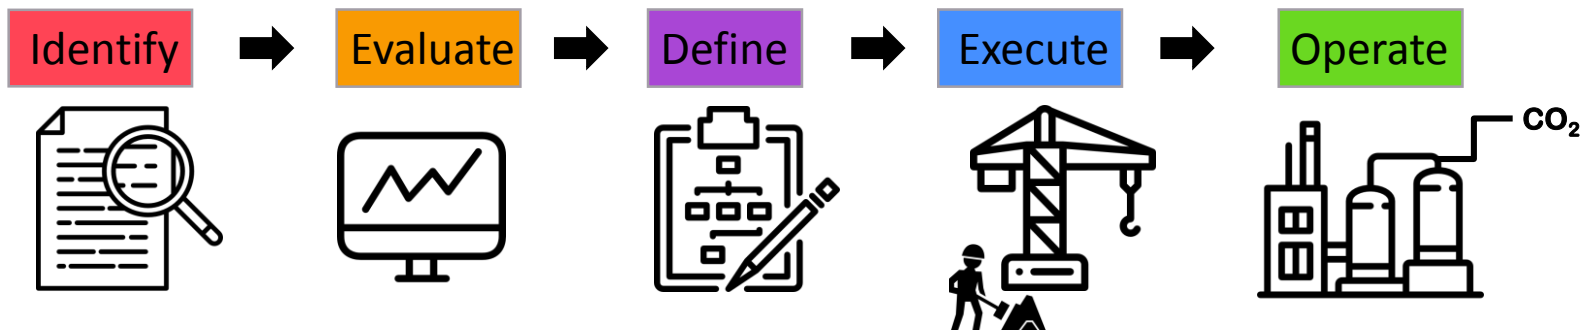 Identify
Evaluate
Define
Execute
Operate
CO₂